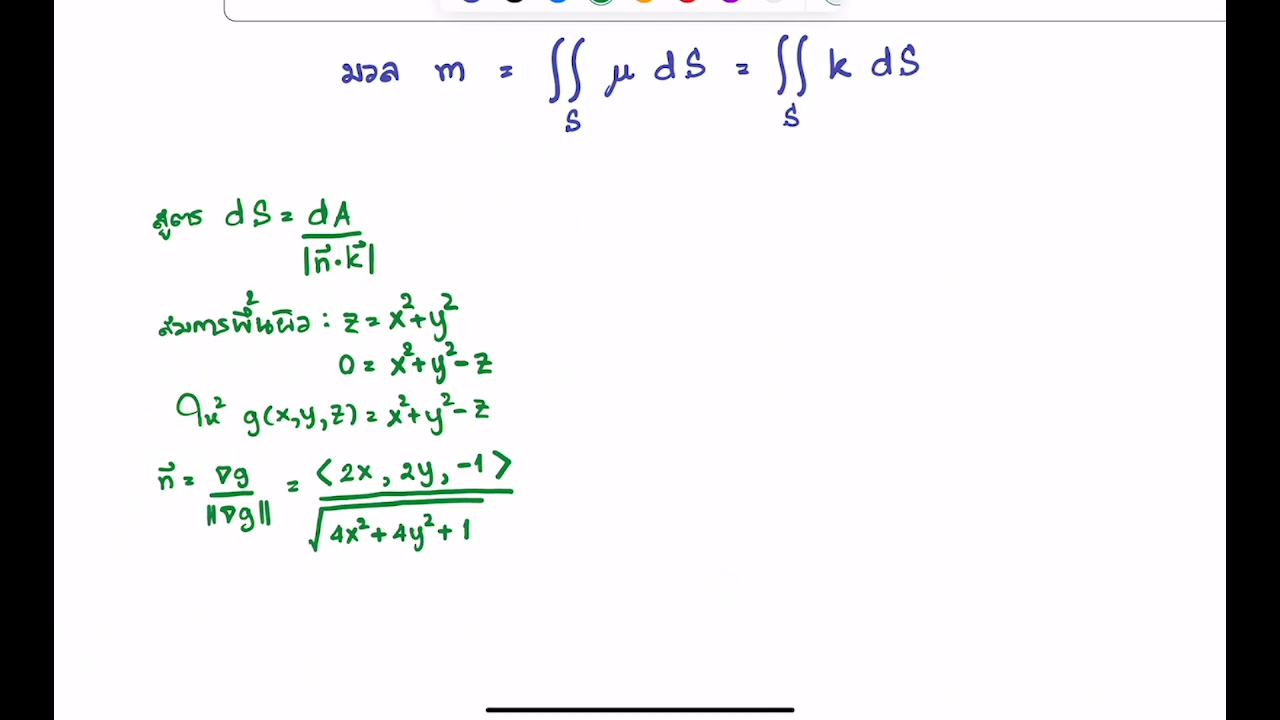 มวล m = ∬_S μ dS = ∬_S k dS
สูตร dS = dA / |n⃗·k⃗|
สมการพื้นผิว : z = x²+y²
0 = x²+y²-z
ให้ g(x,y,z) = x²+y²-z
n⃗ = ∇g / ‖∇g‖ = <2x, 2y, -1> / √(4x²+4y²+1)